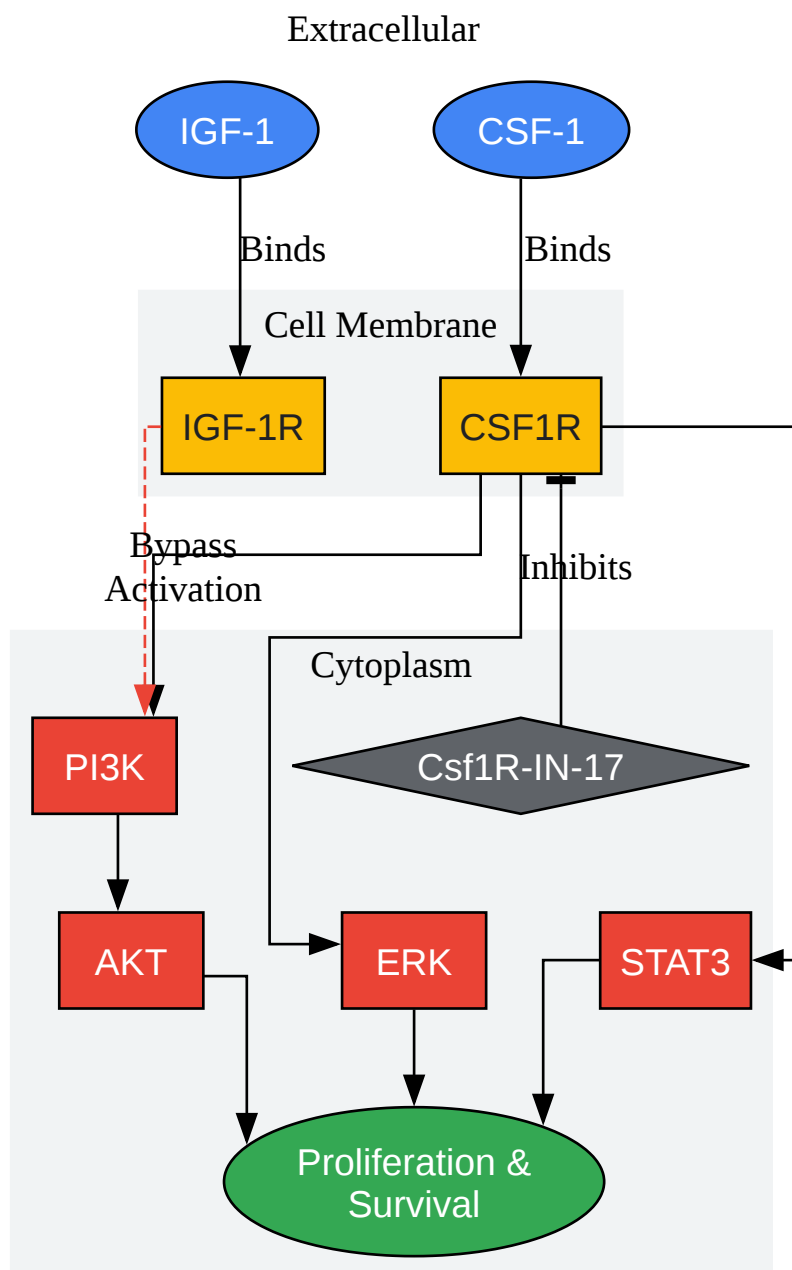 Extracellular
IGF-1
CSF-1
Binds
Binds
Cell Membrane
IGF-1R
CSF1R
Bypass
Activation
Inhibits
Cytoplasm
PI3K
Csf1R-IN-17
AKT
ERK
STAT3
Proliferation &
Survival